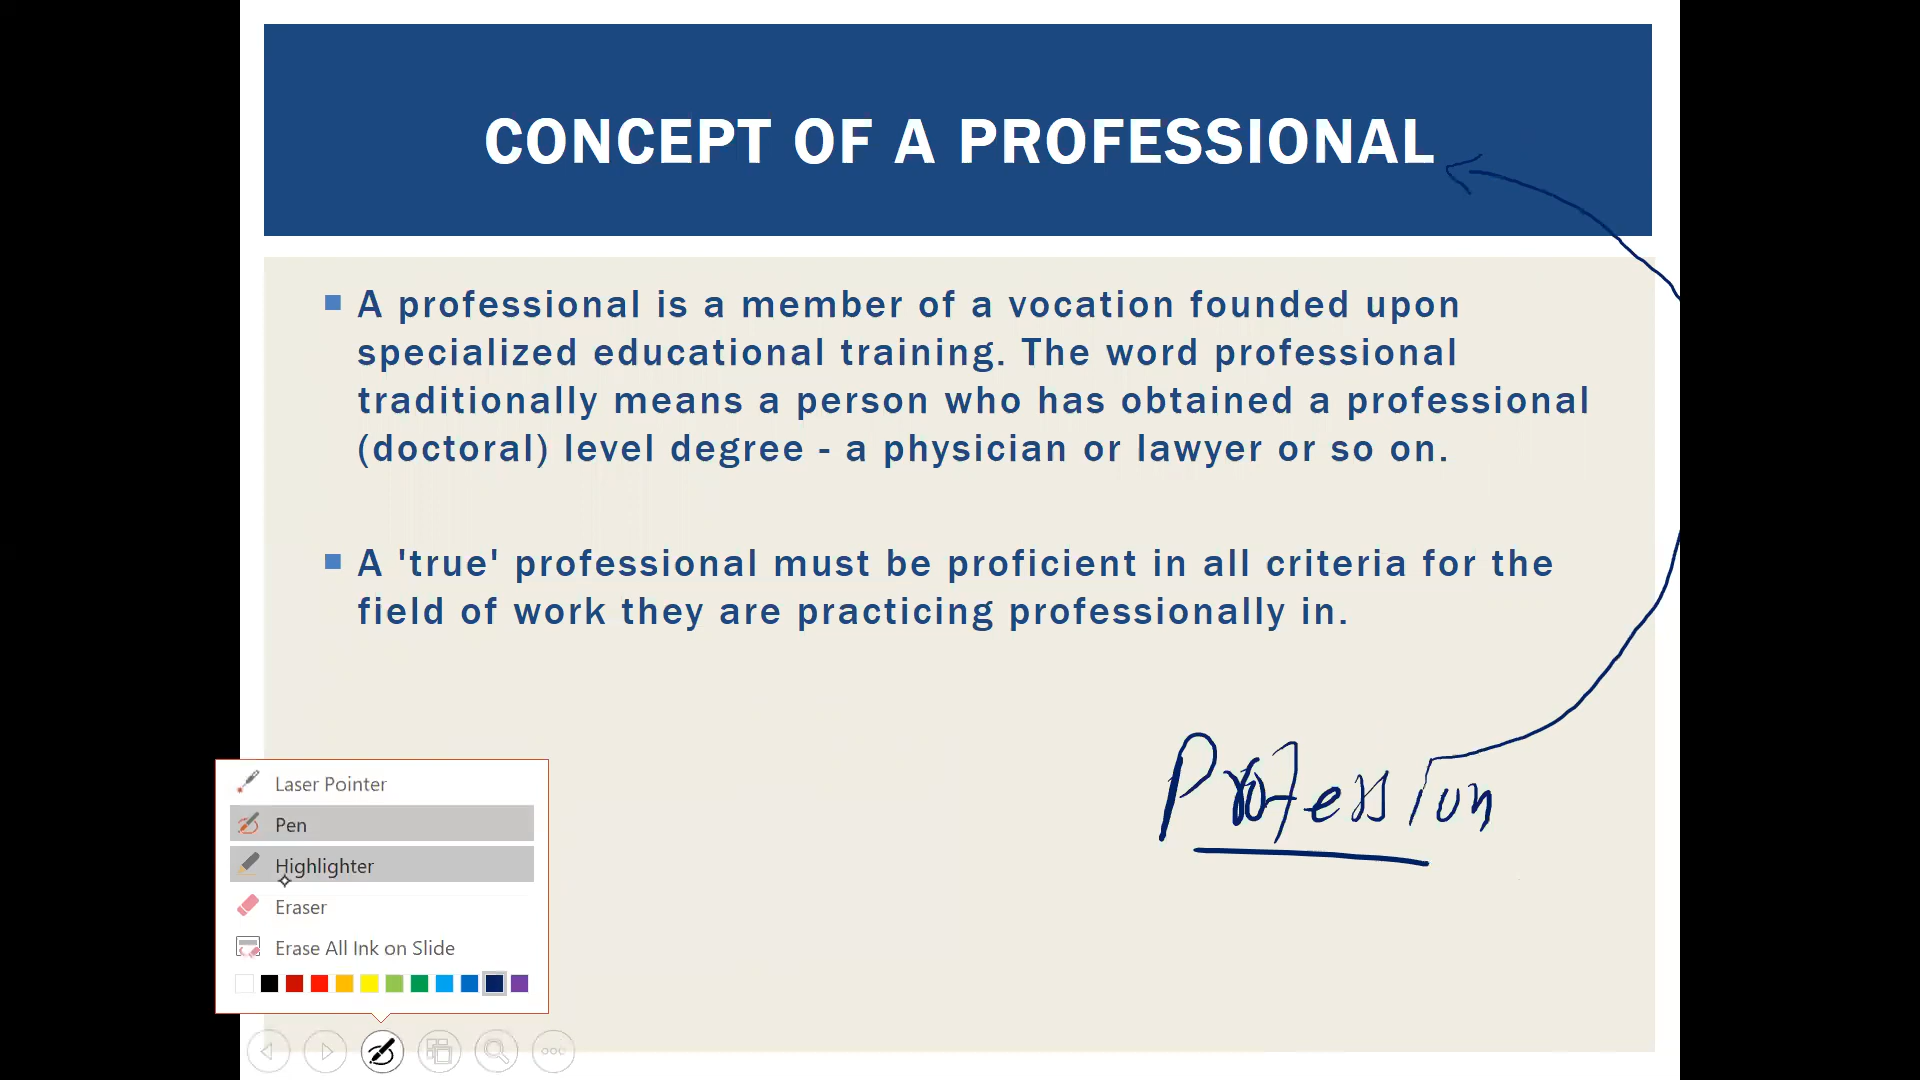 CONCEPT OF A PROFESSIONAL
A professional is a member of a vocation founded upon
specialized educational training. The word professional
traditionally means a person who has obtained a professional
(doctoral) level degree - a physician or lawyer or so on.
A 'true' professional must be proficient in all criteria for the
field of work they are practicing professionally in.
Profession
Laser Pointer
Pen
Highlighter
Eraser
Erase All Ink on Slide